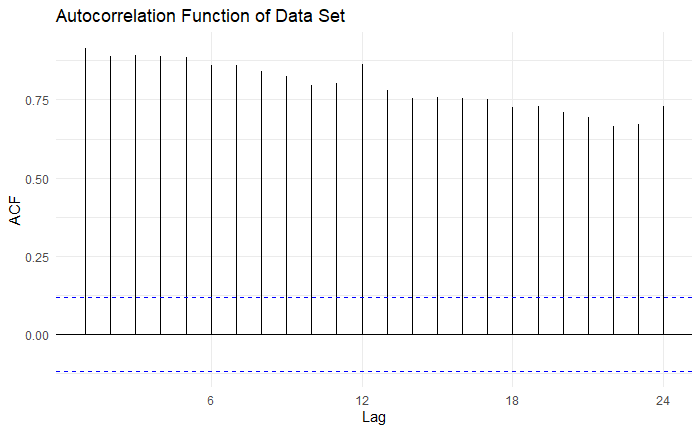 Autocorrelation Function of Data Set
0.75
0.50
0.25
0.00
ACF
6 12 18 24
Lag